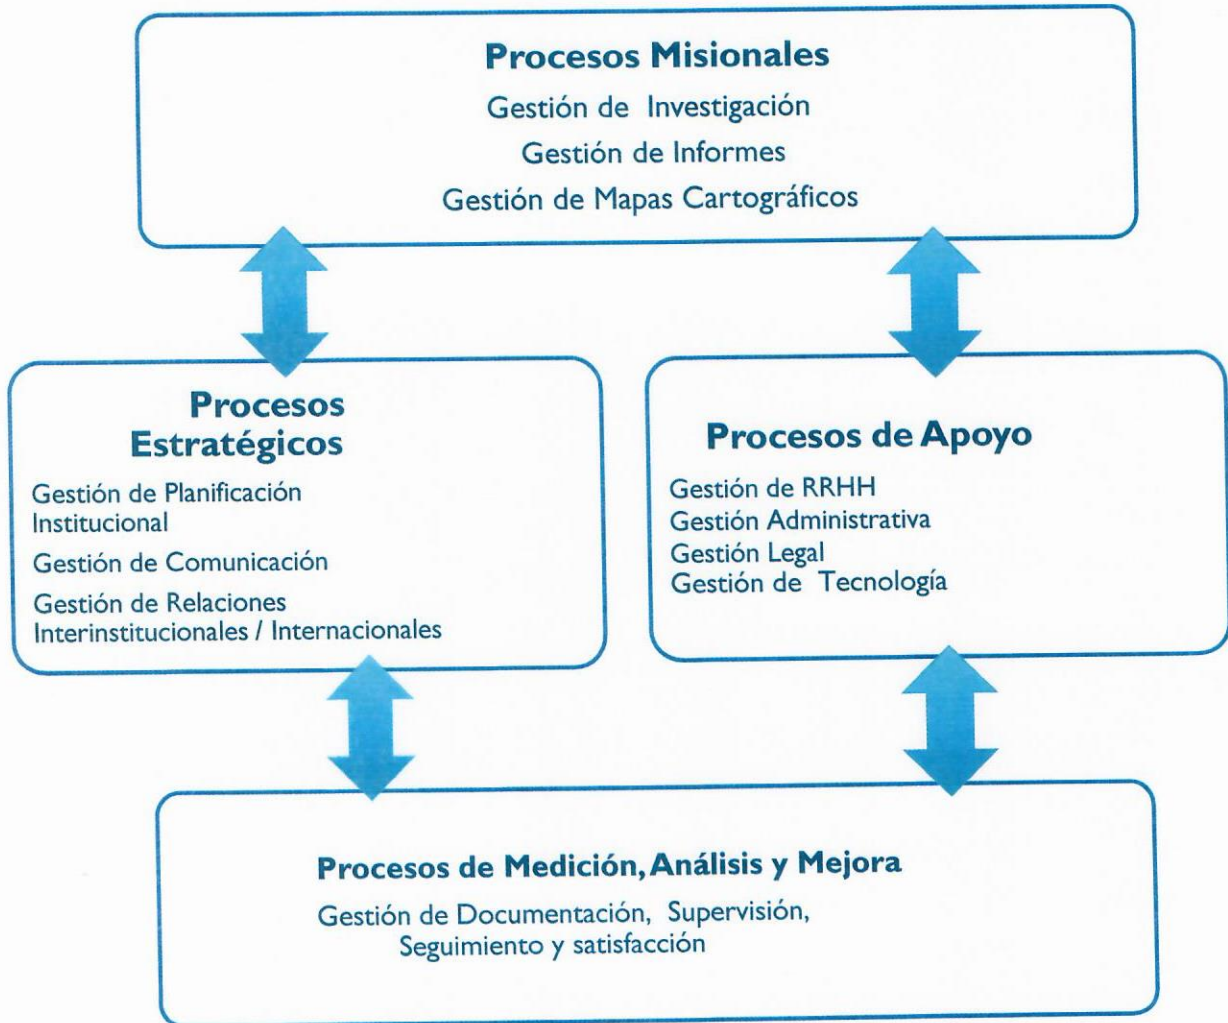 Procesos Misionales
Gestión de Investigación
Gestión de Informes
Gestión de Mapas Cartográficos
Procesos
Estratégicos
Gestión de Planificación
Institucional
Gestión de Comunicación
Gestión de Relaciones
Interinstitucionales / Internacionales
Procesos de Apoyo
Gestión de RRHH
Gestión Administrativa
Gestión Legal
Gestión de Tecnología
Procesos de Medición, Análisis y Mejora
Gestión de Documentación, Supervisión,
Seguimiento y satisfacción